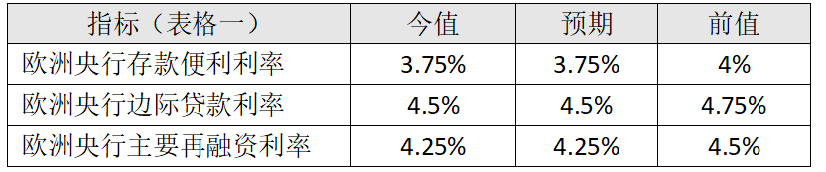 指标（表格一） 今值 预期 前值
欧洲央行存款便利利率 3.75% 3.75% 4%
欧洲央行边际贷款利率 4.5% 4.5% 4.75%
欧洲央行主要再融资利率 4.25% 4.25% 4.5%